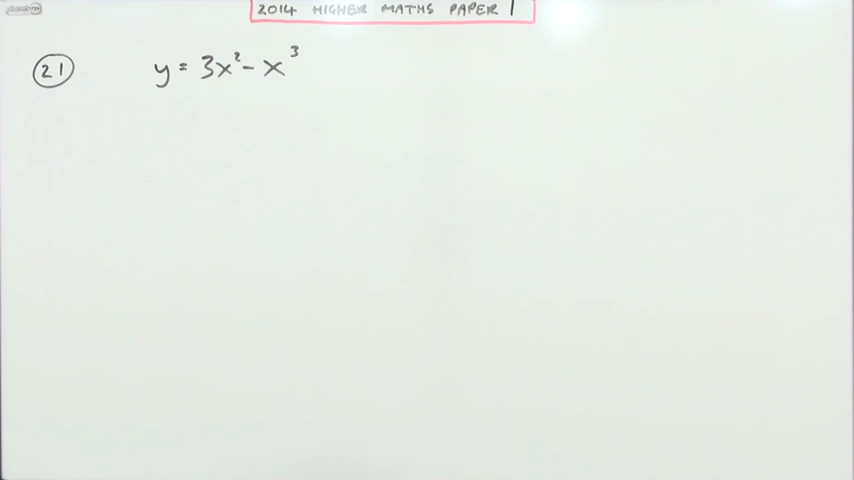 2014 HIGHER MATHS PAPER 1
21 y = 3x² - x³